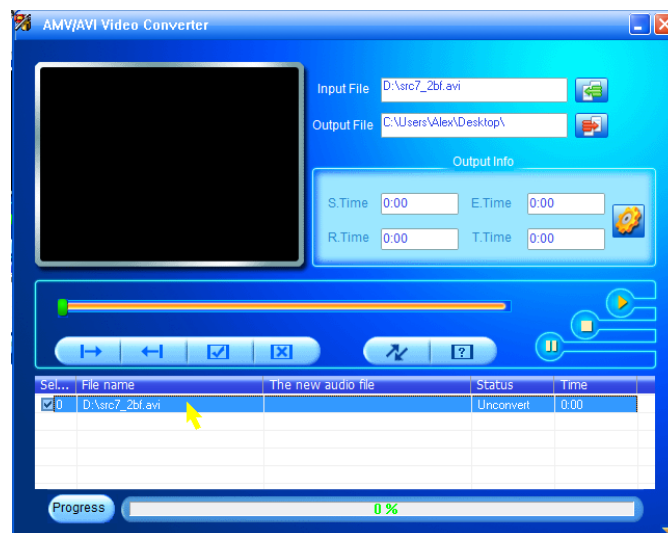 AMV/AVI Video Converter
Input File D:\src7_2bf.avi
Output File C:\Users\Alex\Desktop\
Output Info
S.Time 0:00 E.Time 0:00
R.Time 0:00 T.Time 0:00
Sel... File name The new audio file Status Time
0 D:\src7_2bf.avi Unconvert 0:00
Progress 0 %